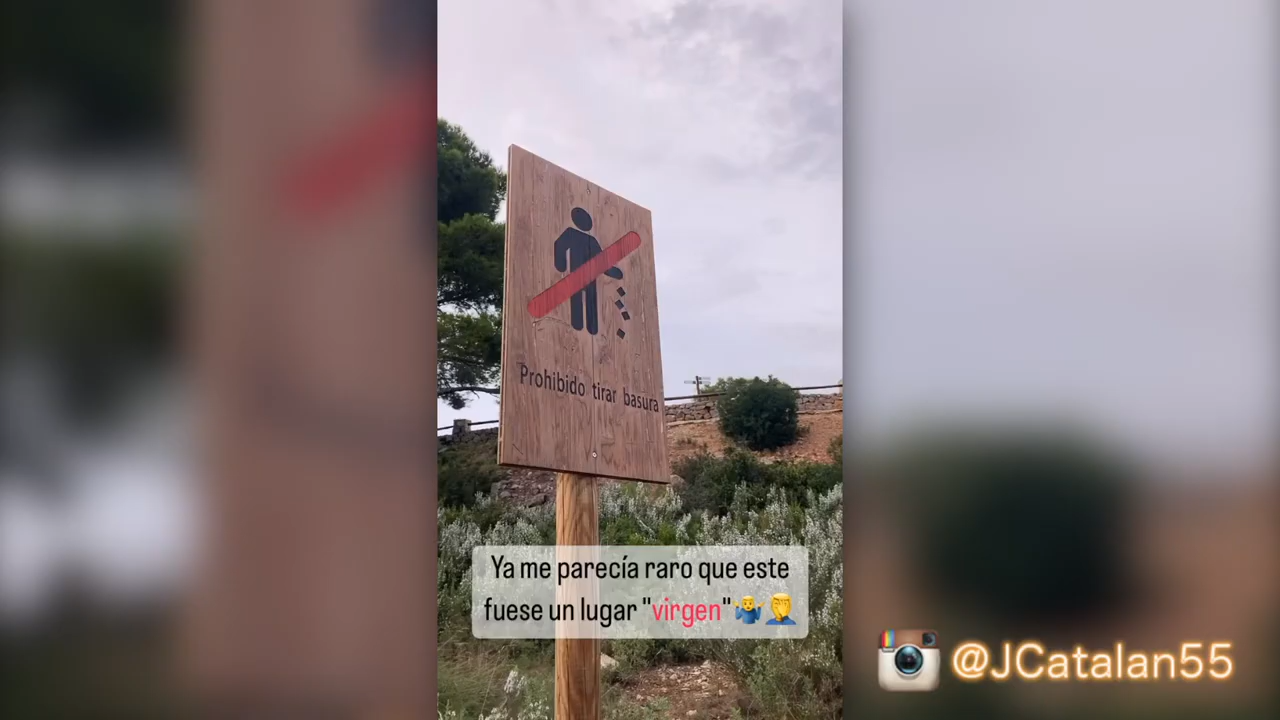 Prohibido tirar basura
Ya me parecía raro que este
fuese un lugar "virgen"🤷‍♂️🤦‍♂️
@JCatalan55